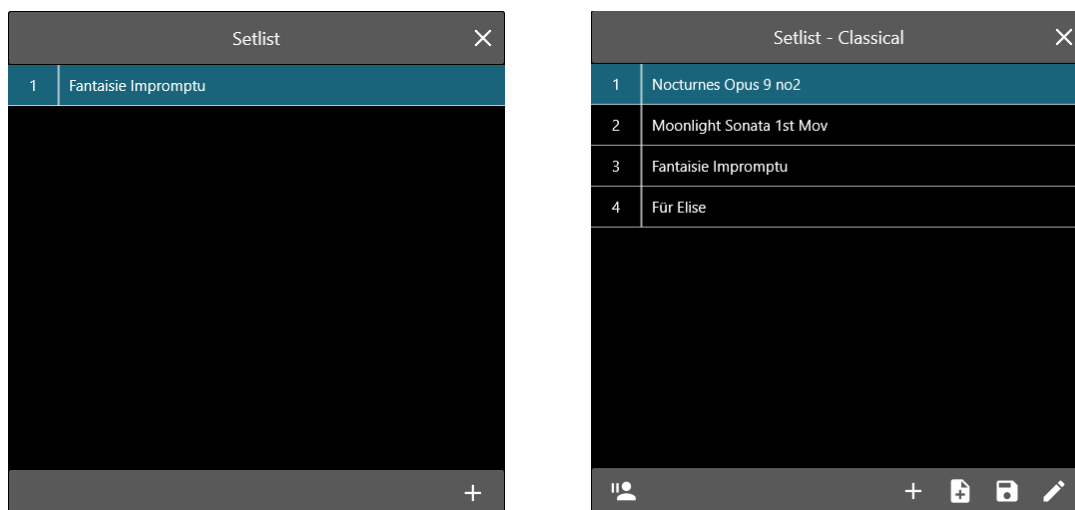 Setlist
1 Fantaisie Impromptu
Setlist - Classical
1 Nocturnes Opus 9 no2
2 Moonlight Sonata 1st Mov
3 Fantaisie Impromptu
4 Für Elise